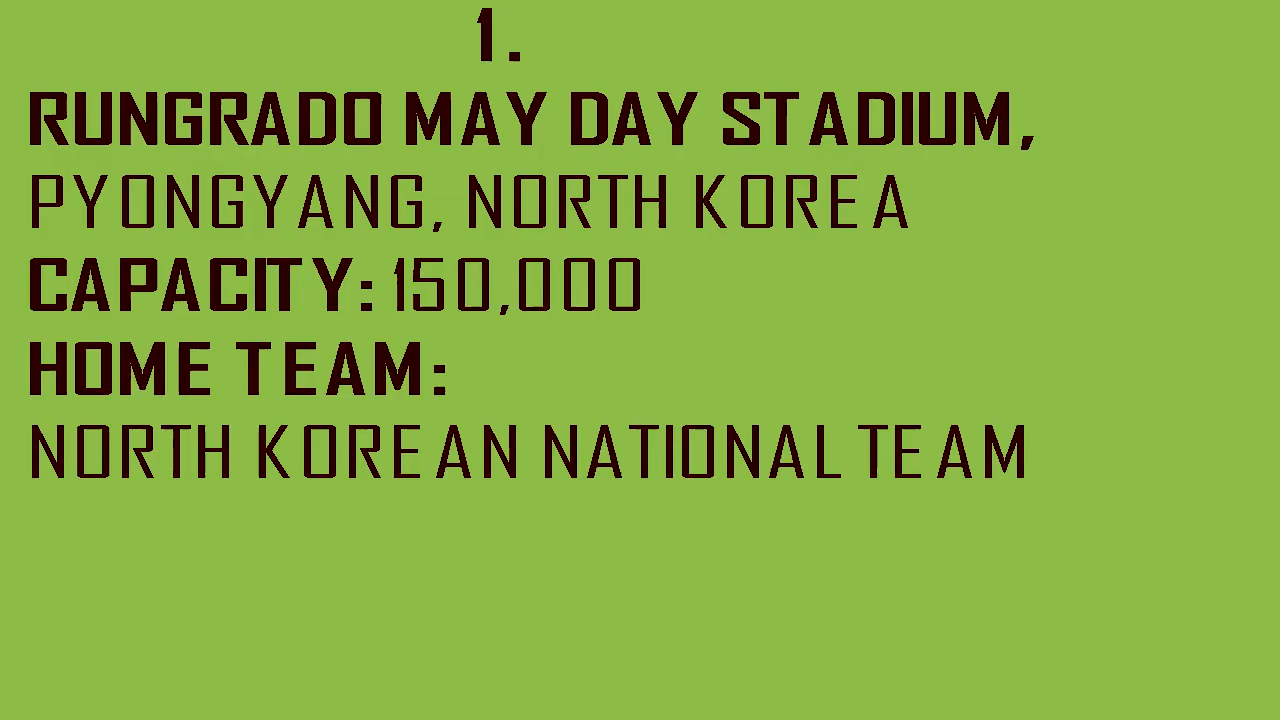 1.
RUNGRADO MAY DAY STADIUM,
PYONGYANG, NORTH KOREA
CAPACITY: 150,000
HOME TEAM:
NORTH KOREAN NATIONAL TEAM